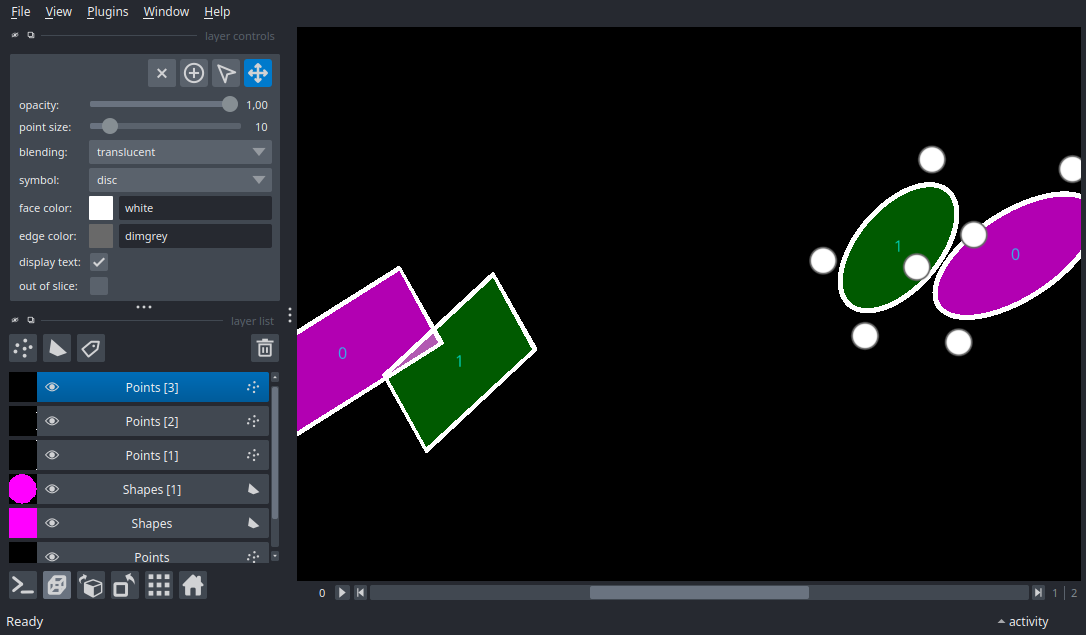 File View Plugins Window Help
layer controls
opacity: 1,00
point size: 10
blending: translucent
symbol: disc
face color: white
edge color: dimgrey
display text:
out of slice:
layer list
Points [3]
Points [2]
Points [1]
Shapes [1]
Shapes
Points
0
1
1
0
0 1 2
Ready
activity